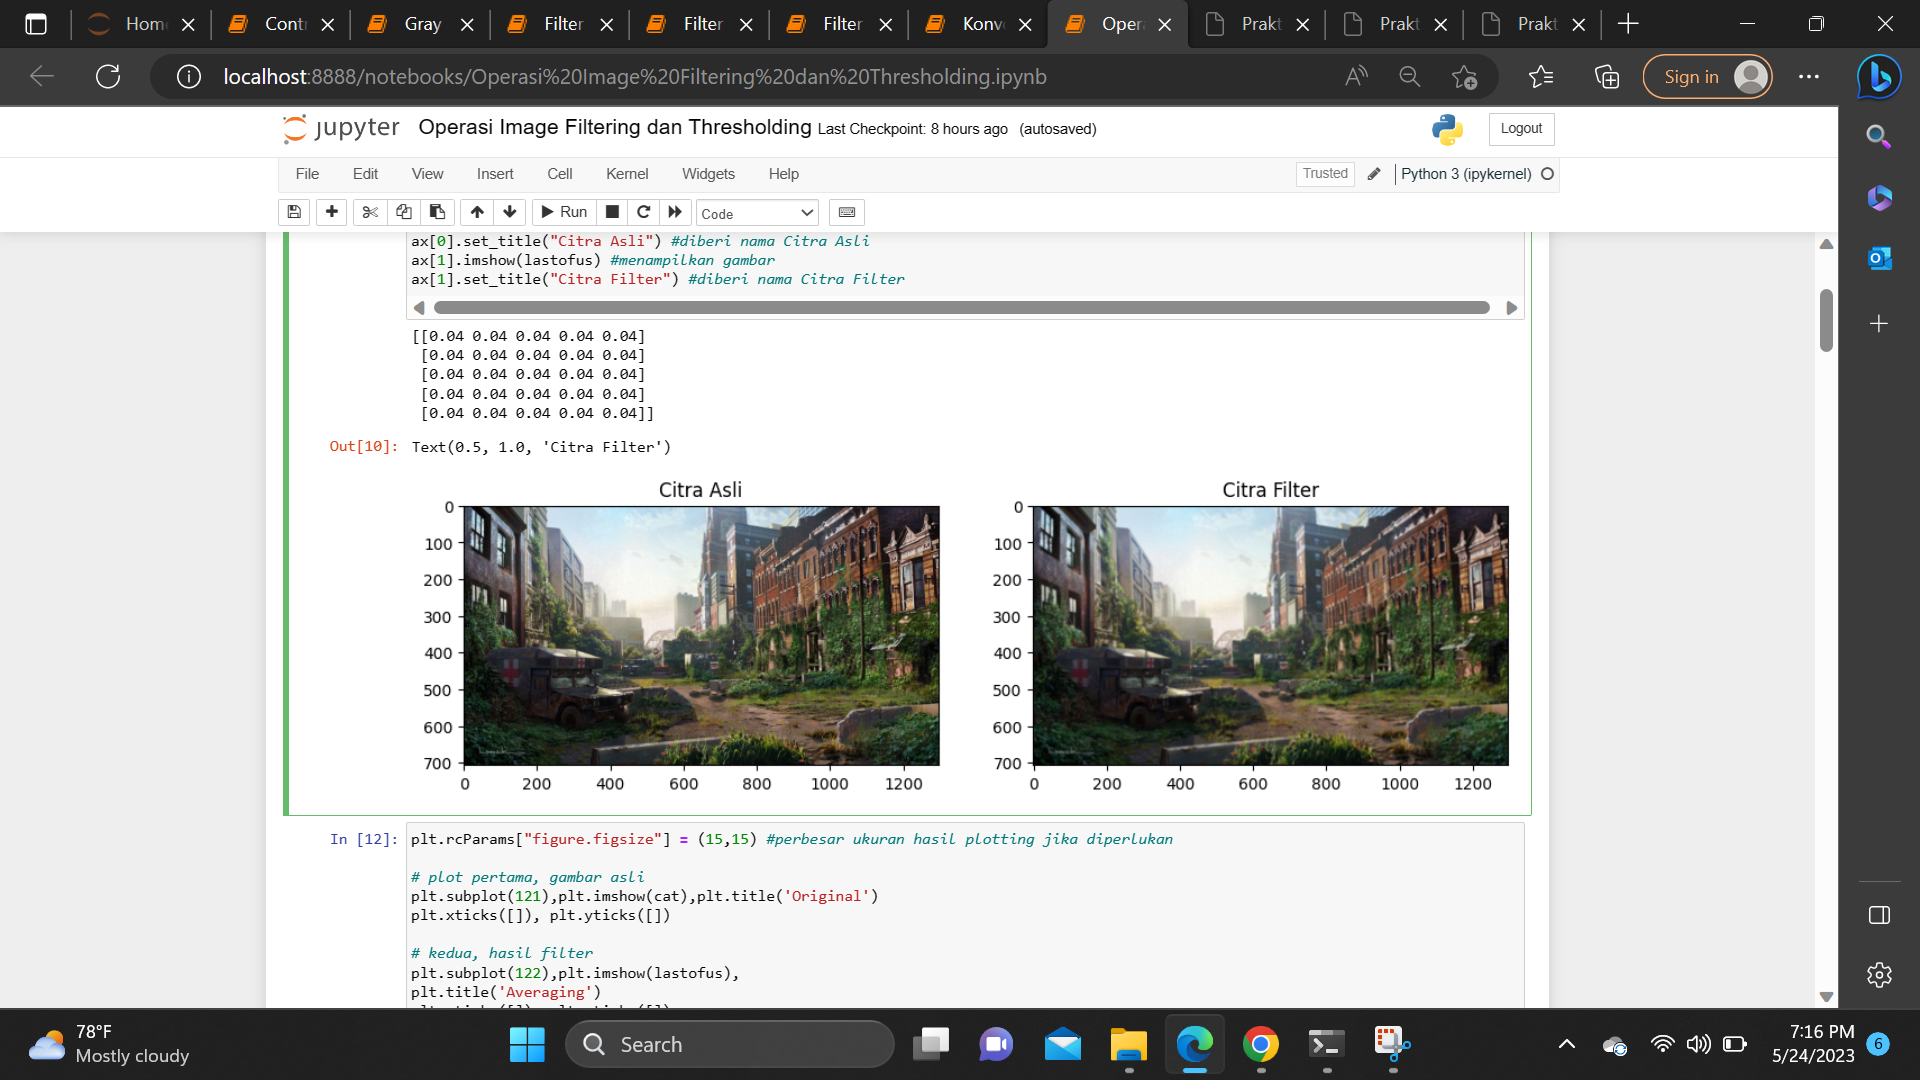 Home
Contr
Gray
Filter
Filter
Filter
Konv
Opera
Prakt
Prakt
Prakt
localhost:8888/notebooks/Operasi%20Image%20Filtering%20dan%20Thresholding.ipynb
Sign in
jupyter Operasi Image Filtering dan Thresholding Last Checkpoint: 8 hours ago (autosaved)
Logout
File Edit View Insert Cell Kernel Widgets Help
Trusted
Python 3 (ipykernel)
Run
Code
ax[0].set_title("Citra Asli") #diberi nama Citra Asli
ax[1].imshow(lastofus) #menampilkan gambar
ax[1].set_title("Citra Filter") #diberi nama Citra Filter
[[0.04 0.04 0.04 0.04 0.04]
[0.04 0.04 0.04 0.04 0.04]
[0.04 0.04 0.04 0.04 0.04]
[0.04 0.04 0.04 0.04 0.04]
[0.04 0.04 0.04 0.04 0.04]]
Out[10]: Text(0.5, 1.0, 'Citra Filter')
Citra Asli
0
100
200
300
400
500
600
700
0 200 400 600 800 1000 1200
Citra Filter
0
100
200
300
400
500
600
700
0 200 400 600 800 1000 1200
In [12]: plt.rcParams["figure.figsize"] = (15,15) #perbesar ukuran hasil plotting jika diperlukan
# plot pertama, gambar asli
plt.subplot(121),plt.imshow(cat),plt.title('Original')
plt.xticks([]), plt.yticks([])
# kedua, hasil filter
plt.subplot(122),plt.imshow(lastofus),
plt.title('Averaging')
78°F
Mostly cloudy
Search
7:16 PM
5/24/2023
6